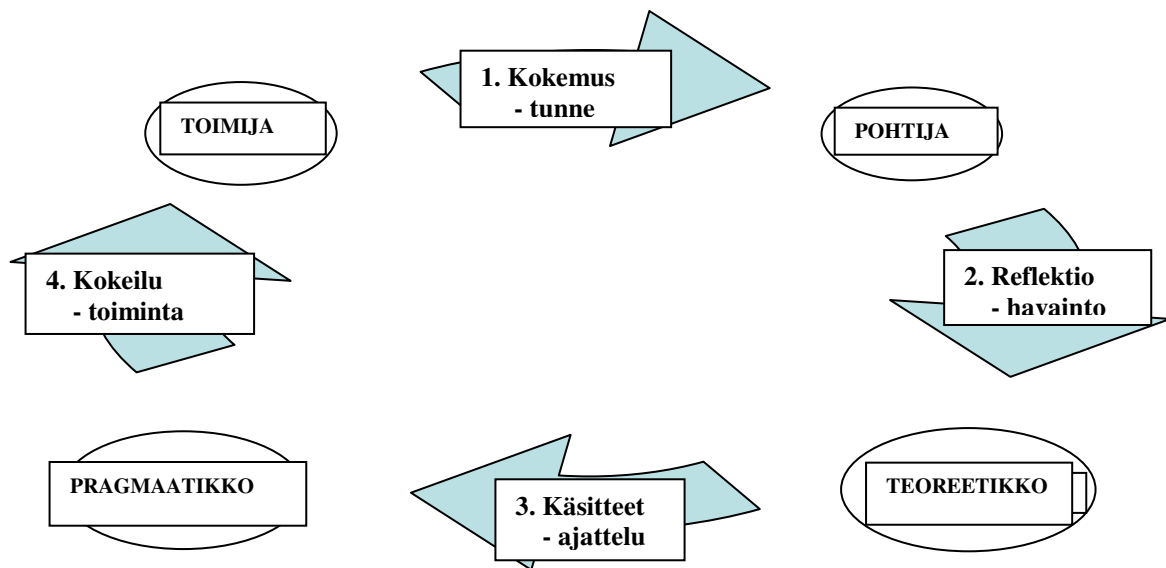 1. Kokemus
- tunne
TOIMIJA
POHTIJA
4. Kokeilu
- toiminta
2. Reflektio
- havainto
PRAGMAATIKKO
3. Käsitteet
- ajattelu
TEOREETIKKO